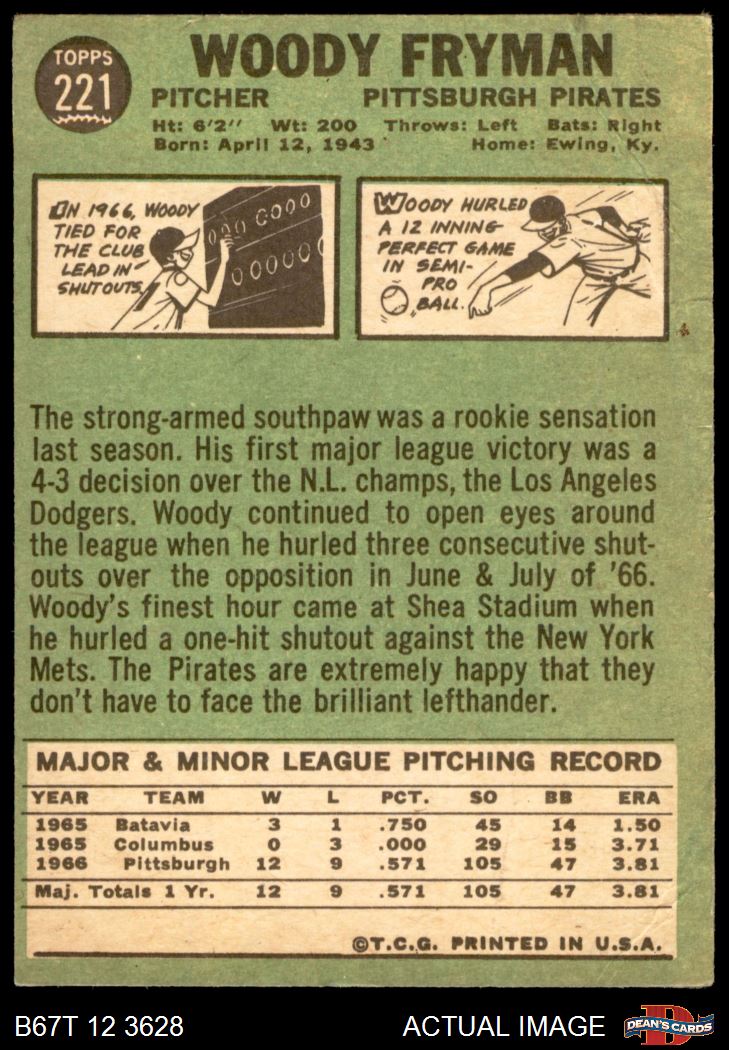 TOPPS
221
WOODY FRYMAN
PITCHER PITTSBURGH PIRATES
Ht: 6'2" Wt: 200 Throws: Left Bats: Right
Born: April 12, 1943 Home: Ewing, Ky.
IN 1966, WOODY
TIED FOR
THE CLUB
LEAD IN
SHUTOUTS.
000 0000
00000
WOODY HURLED
A 12 INNING
PERFECT GAME
IN SEMI-
PRO
BALL.
The strong-armed southpaw was a rookie sensation
last season. His first major league victory was a
4-3 decision over the N.L. champs, the Los Angeles
Dodgers. Woody continued to open eyes around
the league when he hurled three consecutive shut-
outs over the opposition in June & July of '66.
Woody's finest hour came at Shea Stadium when
he hurled a one-hit shutout against the New York
Mets. The Pirates are extremely happy that they
don't have to face the brilliant lefthander.
MAJOR & MINOR LEAGUE PITCHING RECORD
YEAR TEAM W L PCT. SO BB ERA
1965 Batavia 3 1 .750 45 14 1.50
1965 Columbus 0 3 .000 29 15 3.71
1966 Pittsburgh 12 9 .571 105 47 3.81
Maj. Totals 1 Yr. 12 9 .571 105 47 3.81
©T.C.G. PRINTED IN U.S.A.
B67T 12 3628 ACTUAL IMAGE D DEAN'S CARDS